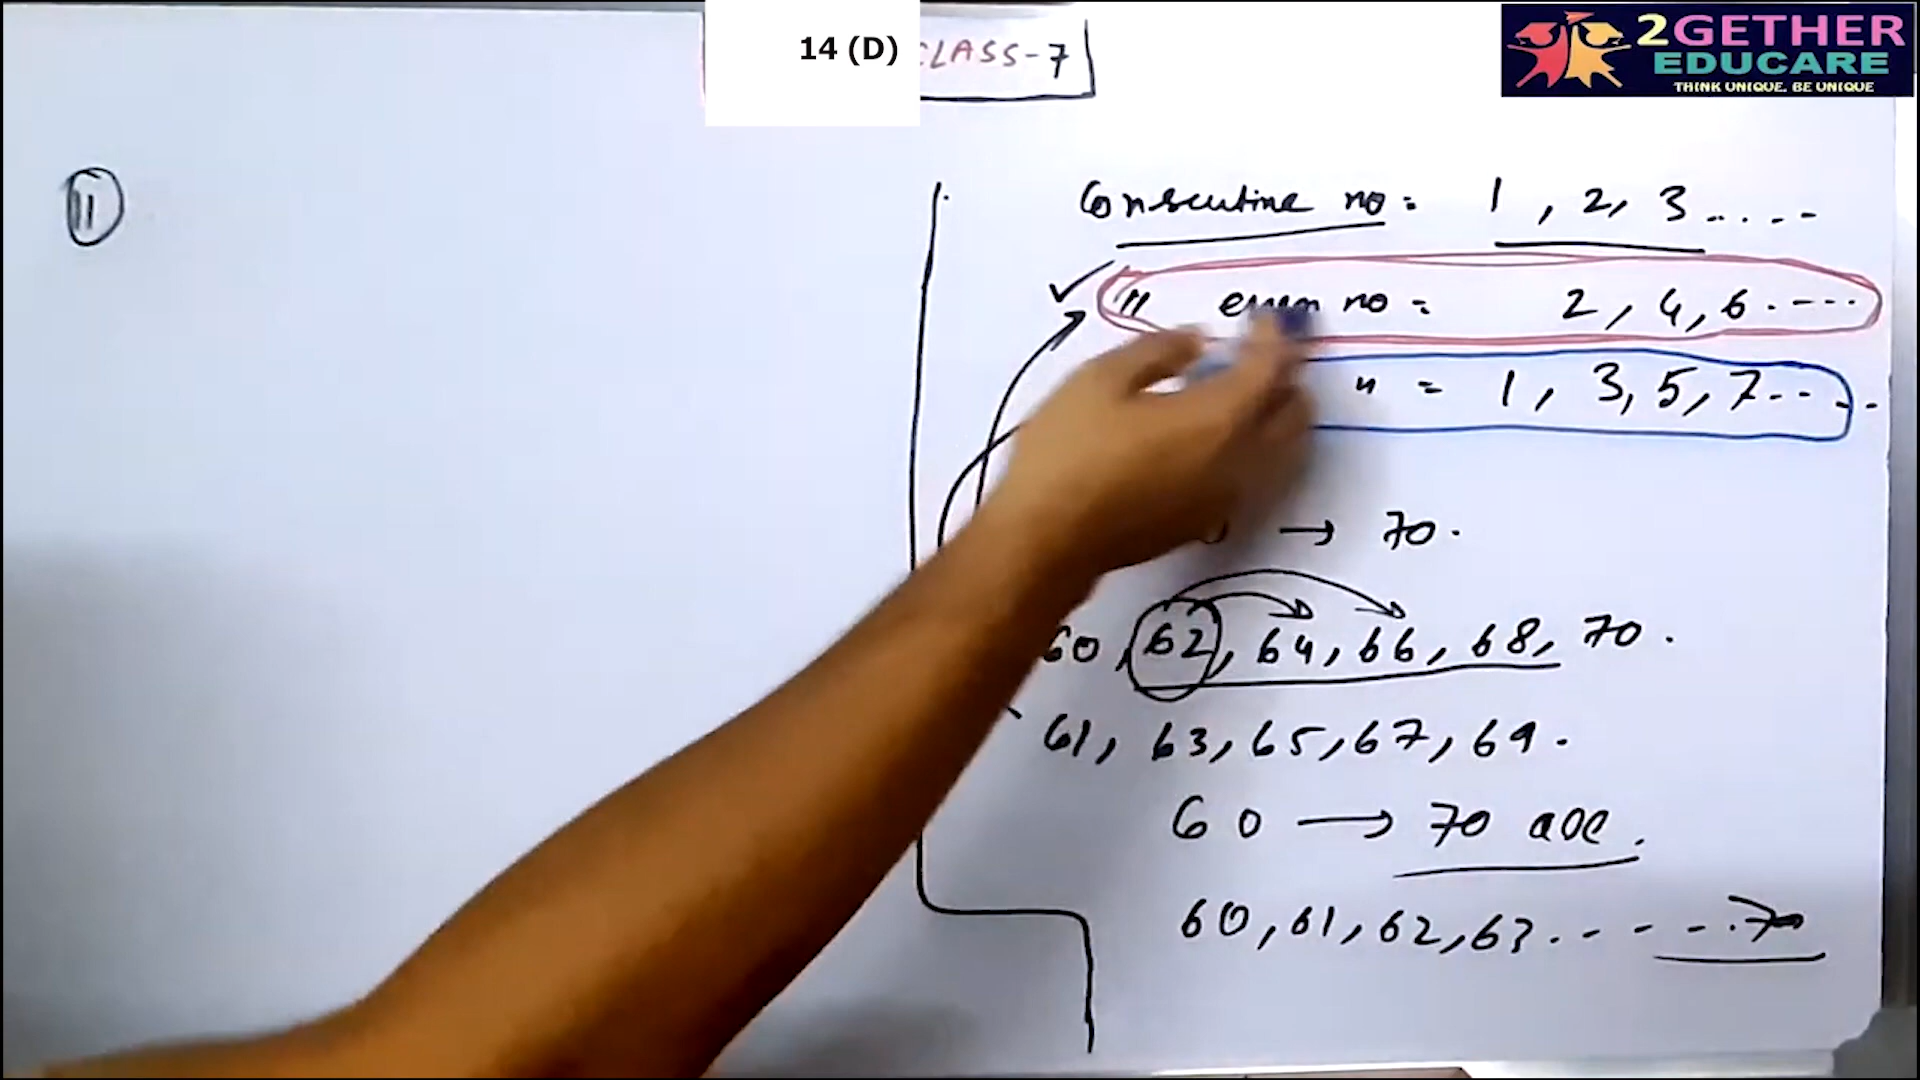 14 (D) CLASS-7
2GETHER
EDUCARE
THINK UNIQUE. BE UNIQUE
11
Consecutive no = 1, 2, 3.....
" even no = 2, 4, 6.....
" = 1, 3, 5, 7.....
→ 70.
60, 62, 64, 66, 68, 70.
61, 63, 65, 67, 69.
60 → 70
60, 61, 62, 63......70